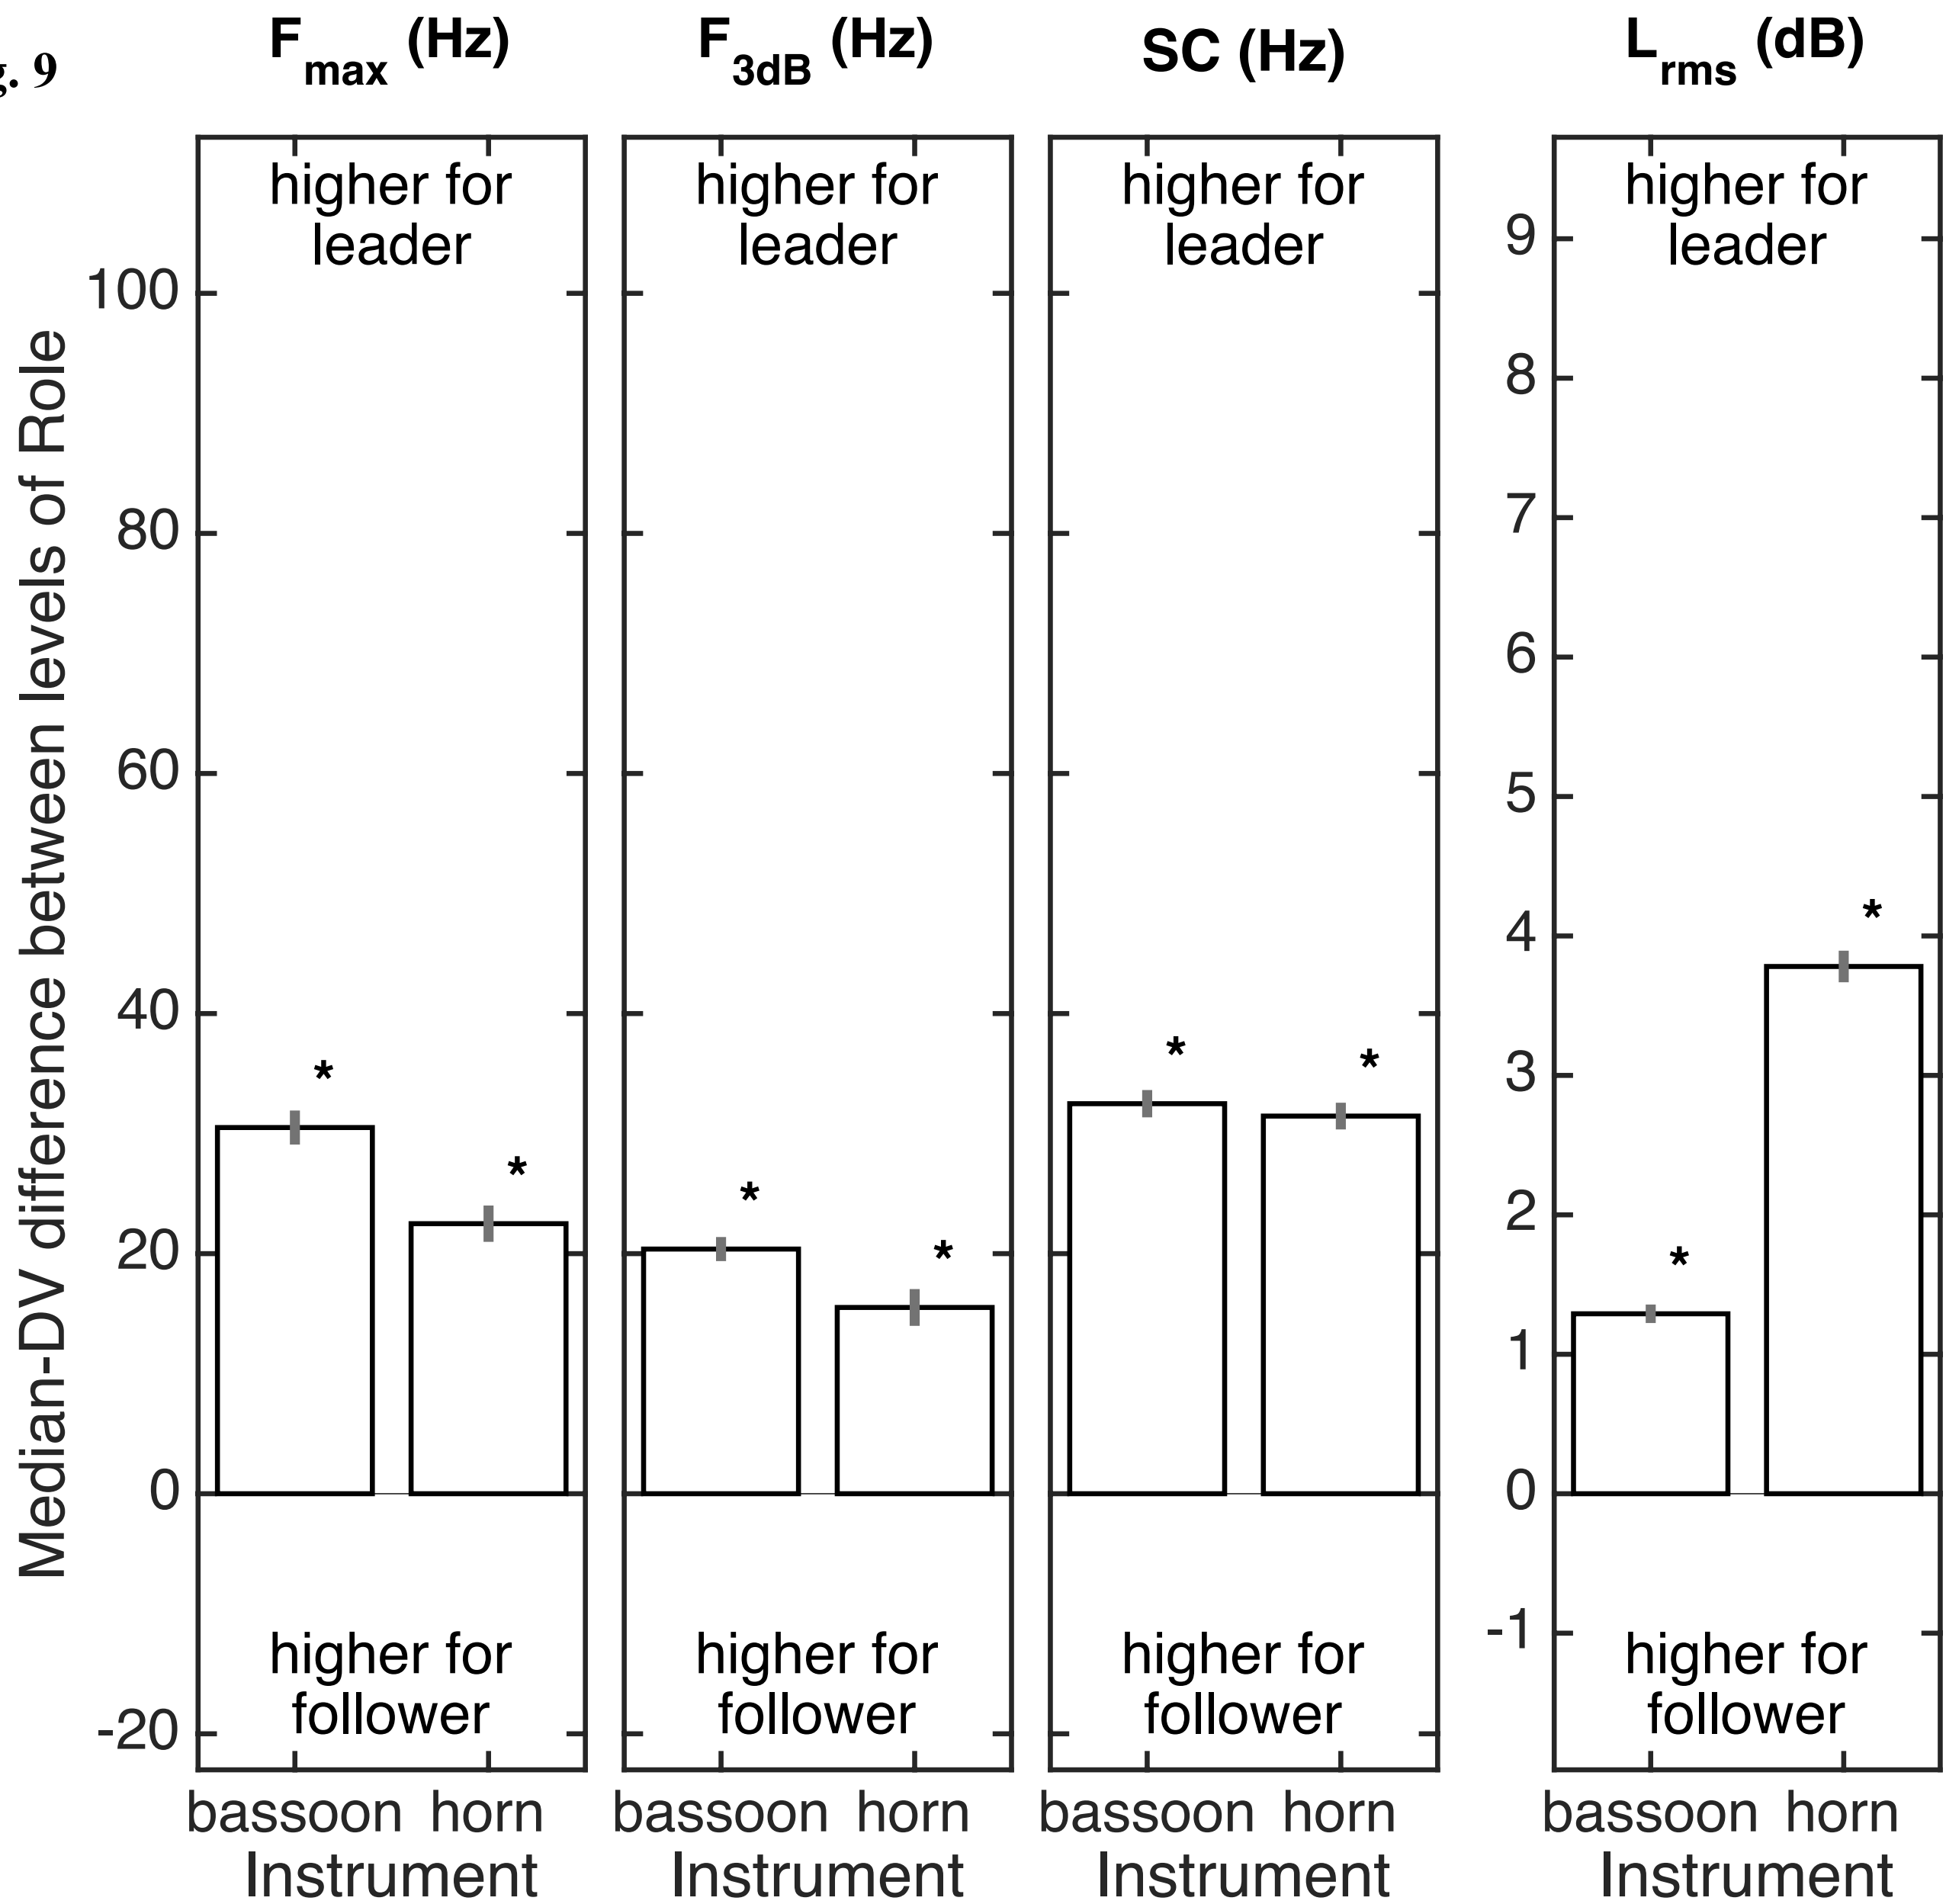 g. 9
Fmax (Hz)
F3dB (Hz)
SC (Hz)
Lrms (dB)
Median-DV difference between levels of Role
100
80
60
40
20
0
-20
higher for
leader
*
*
higher for
follower
bassoon horn
Instrument
higher for
leader
*
*
higher for
follower
bassoon horn
Instrument
higher for
leader
*
*
higher for
follower
bassoon horn
Instrument
9
8
7
6
5
4
3
2
1
0
-1
higher for
leader
*
*
higher for
follower
bassoon horn
Instrument